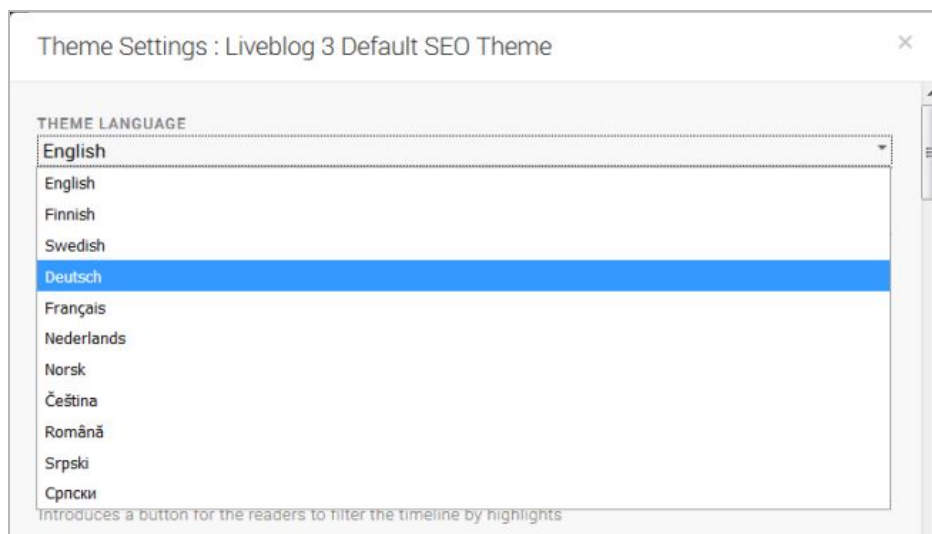 Theme Settings : Liveblog 3 Default SEO Theme
THEME LANGUAGE
English
English
Finnish
Swedish
Deutsch
Français
Nederlands
Norsk
Čeština
Română
Srpski
Српски
Introduces a button for the readers to filter the timeline by highlights